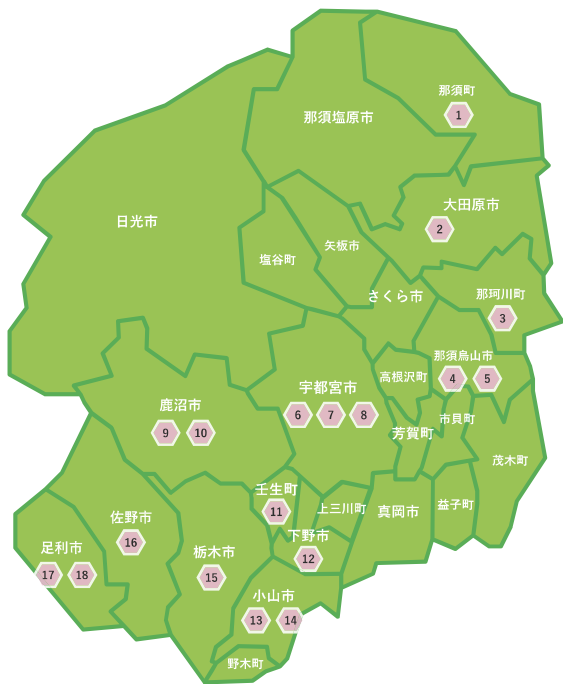 那須町
1
那須塩原市
大田原市
2
日光市
矢板市
塩谷町
さくら市
那珂川町
3
那須烏山市
4 5
高根沢町
宇都宮市
6 7 8
鹿沼市
9 10
市貝町
芳賀町
茂木町
壬生町
11
上三川町
真岡市
益子町
佐野市
16
下野市
12
足利市
17 18
栃木市
15
小山市
13 14
野木町